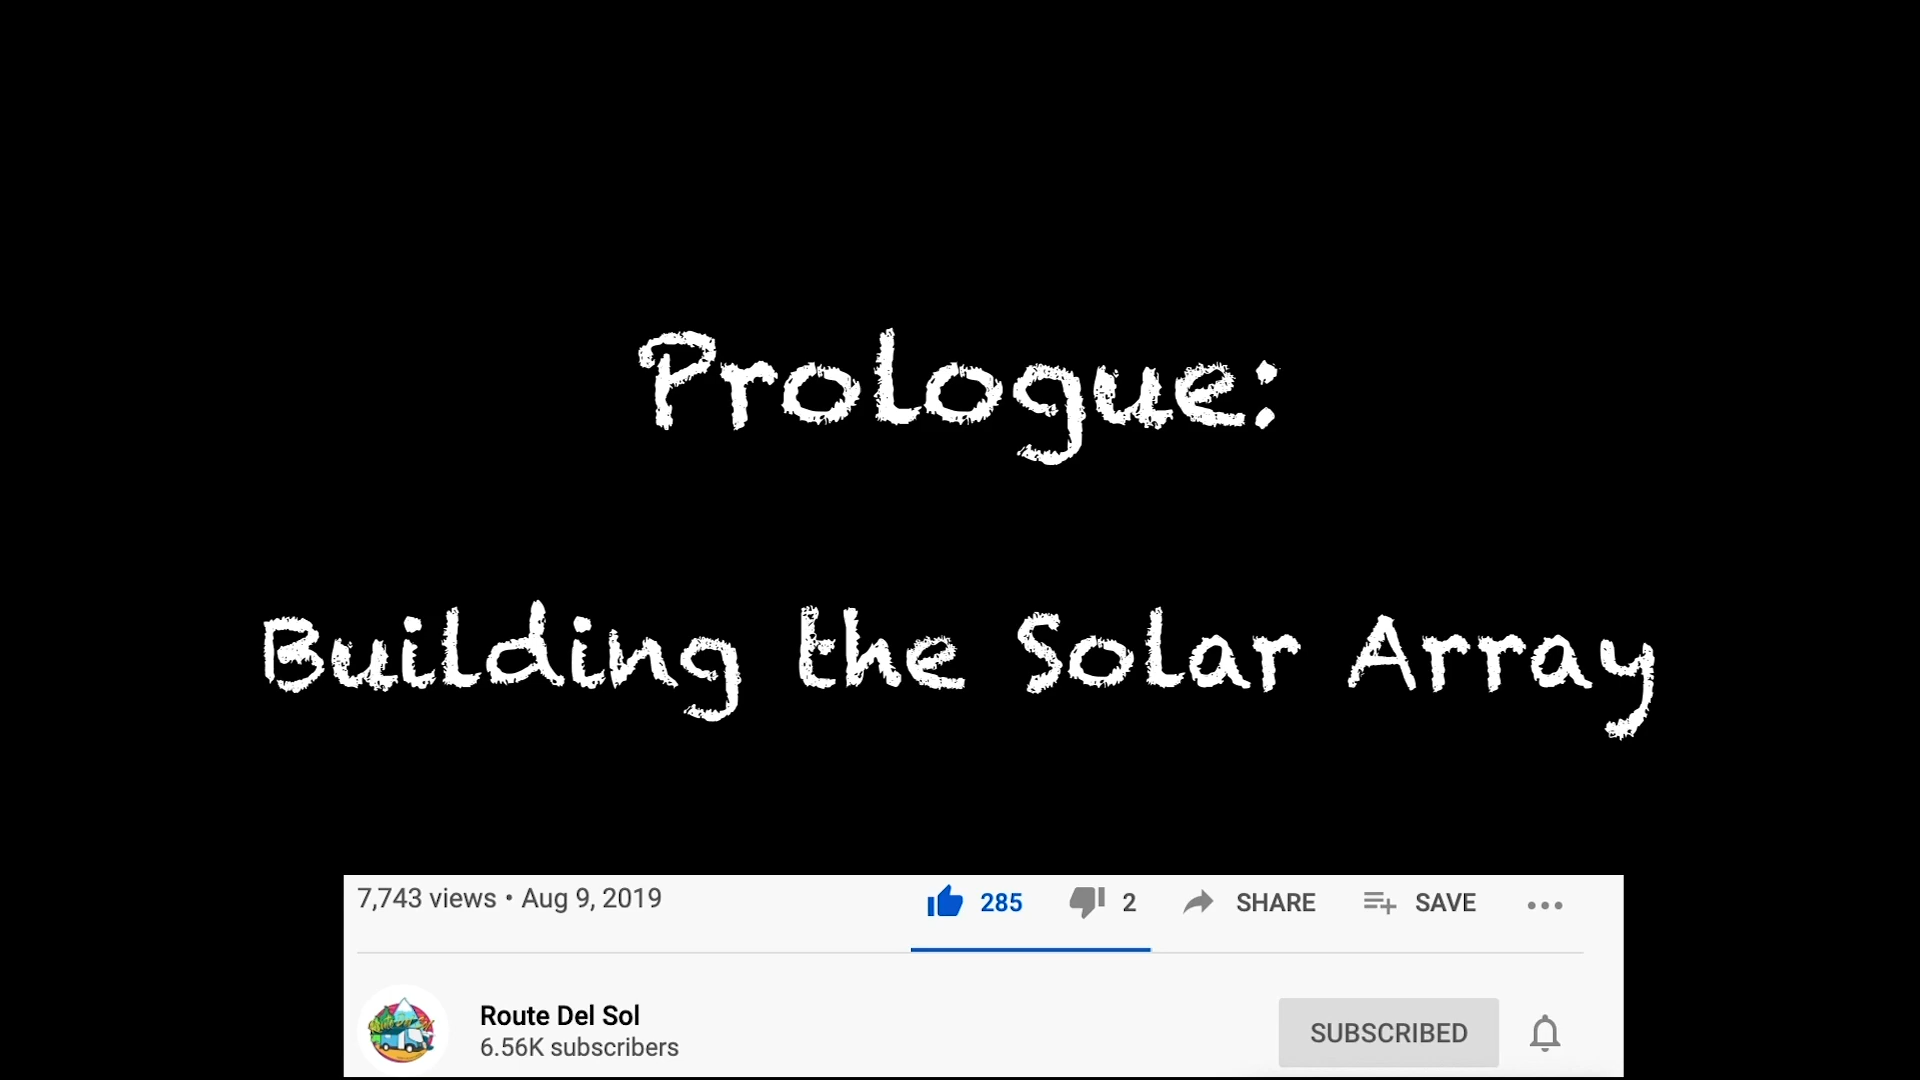 Prologue:
Building the Solar Array
7,743 views • Aug 9, 2019
285
2
SHARE
SAVE
Route Del Sol
6.56K subscribers
SUBSCRIBED